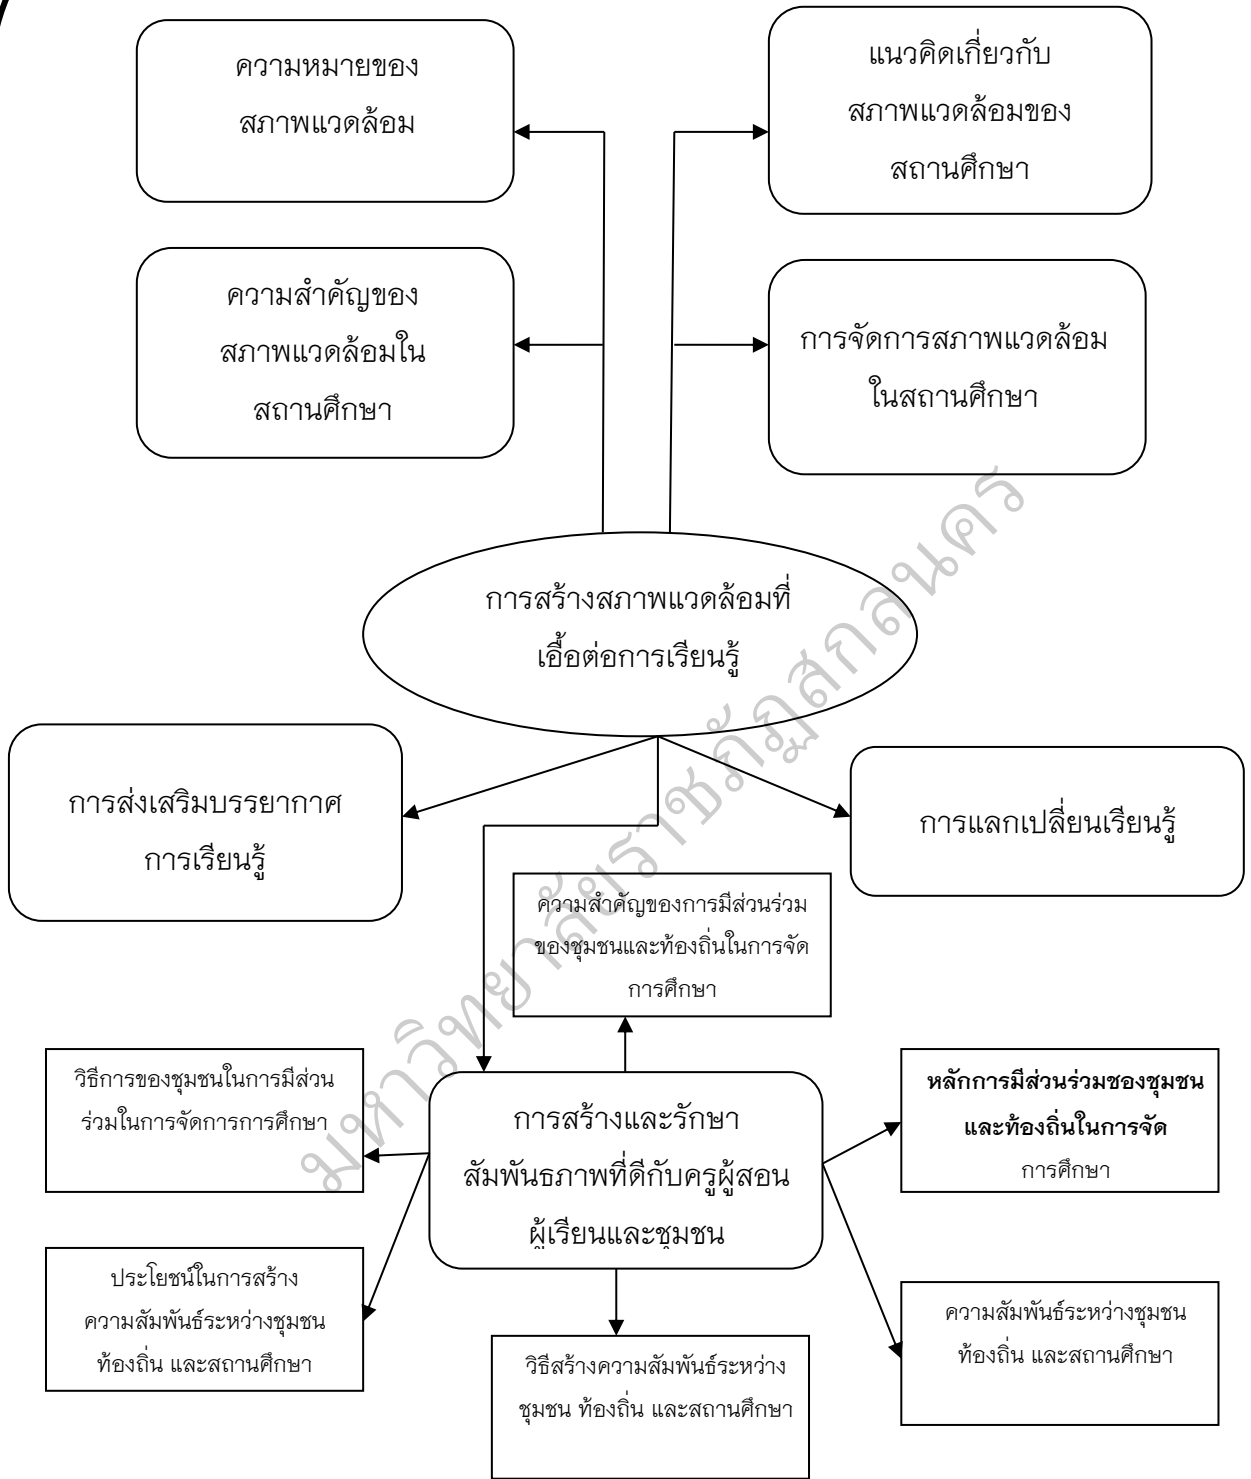 ความหมายของ
สภาพแวดล้อม
แนวคิดเกี่ยวกับ
สภาพแวดล้อมของ
สถานศึกษา
ความสำคัญของ
สภาพแวดล้อมใน
สถานศึกษา
การจัดการสภาพแวดล้อม
ในสถานศึกษา
การสร้างสภาพแวดล้อมที่
เอื้อต่อการเรียนรู้
การส่งเสริมบรรยากาศ
การเรียนรู้
การแลกเปลี่ยนเรียนรู้
ความสำคัญของการมีส่วนร่วม
ของชุมชนและท้องถิ่นในการจัด
การศึกษา
วิธีการของชุมชนในการมีส่วน
ร่วมในการจัดการการศึกษา
การสร้างและรักษา
สัมพันธภาพที่ดีกับครูผู้สอน
ผู้เรียนและชุมชน
หลักการมีส่วนร่วมชองชุมชน
และท้องถิ่นในการจัด
การศึกษา
ประโยชน์ในการสร้าง
ความสัมพันธ์ระหว่างชุมชน
ท้องถิ่น และสถานศึกษา
วิธีสร้างความสัมพันธ์ระหว่าง
ชุมชน ท้องถิ่น และสถานศึกษา
ความสัมพันธ์ระหว่างชุมชน
ท้องถิ่น และสถานศึกษา
มหาวิทยาลัยราชภัฏสกลนคร